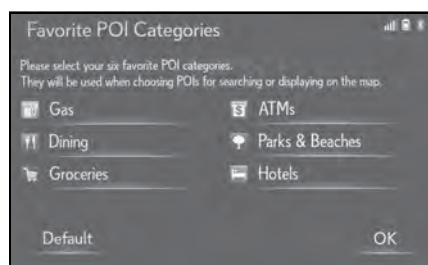 Favorite POI Categories
Please select your six favorite POI categories.
They will be used when choosing POIs for searching or displaying on the map.
Gas
ATMs
Dining
Parks & Beaches
Groceries
Hotels
Default
OK